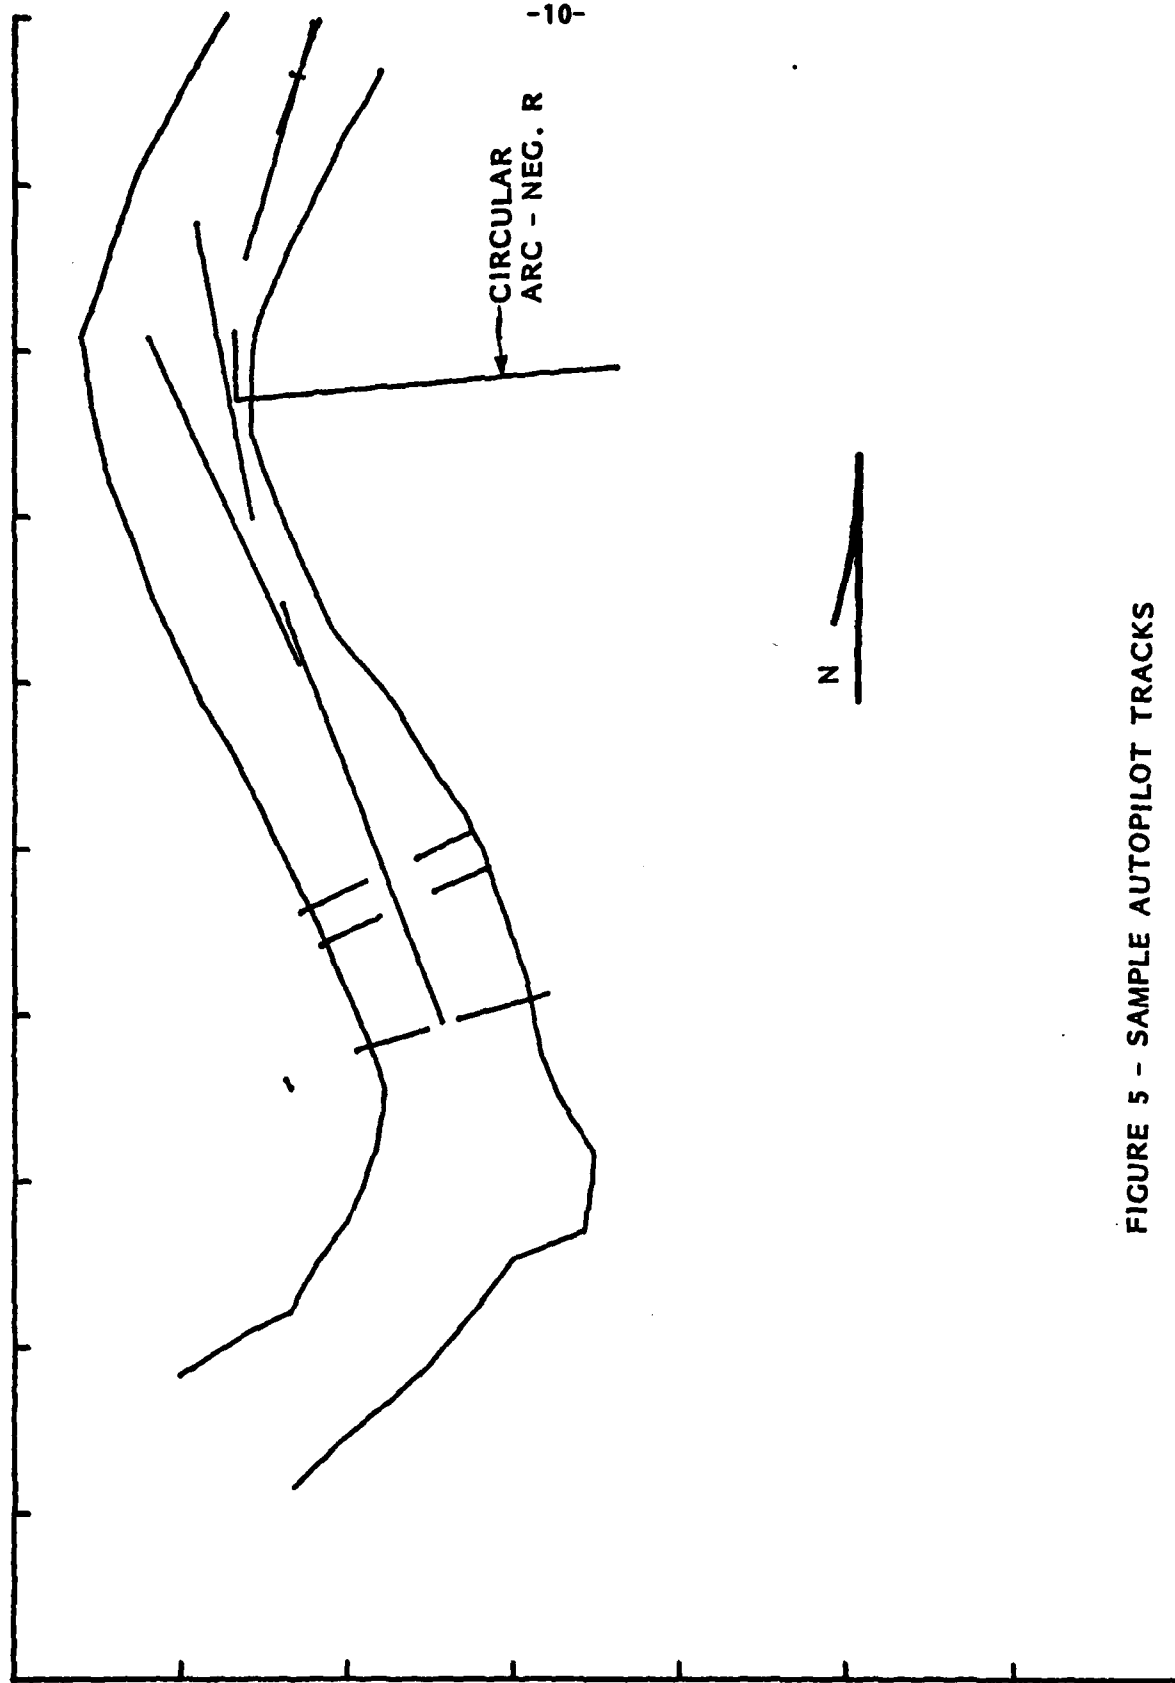 -10-
CIRCULAR
ARC - NEG. R
N
FIGURE 5 - SAMPLE AUTOPILOT TRACKS